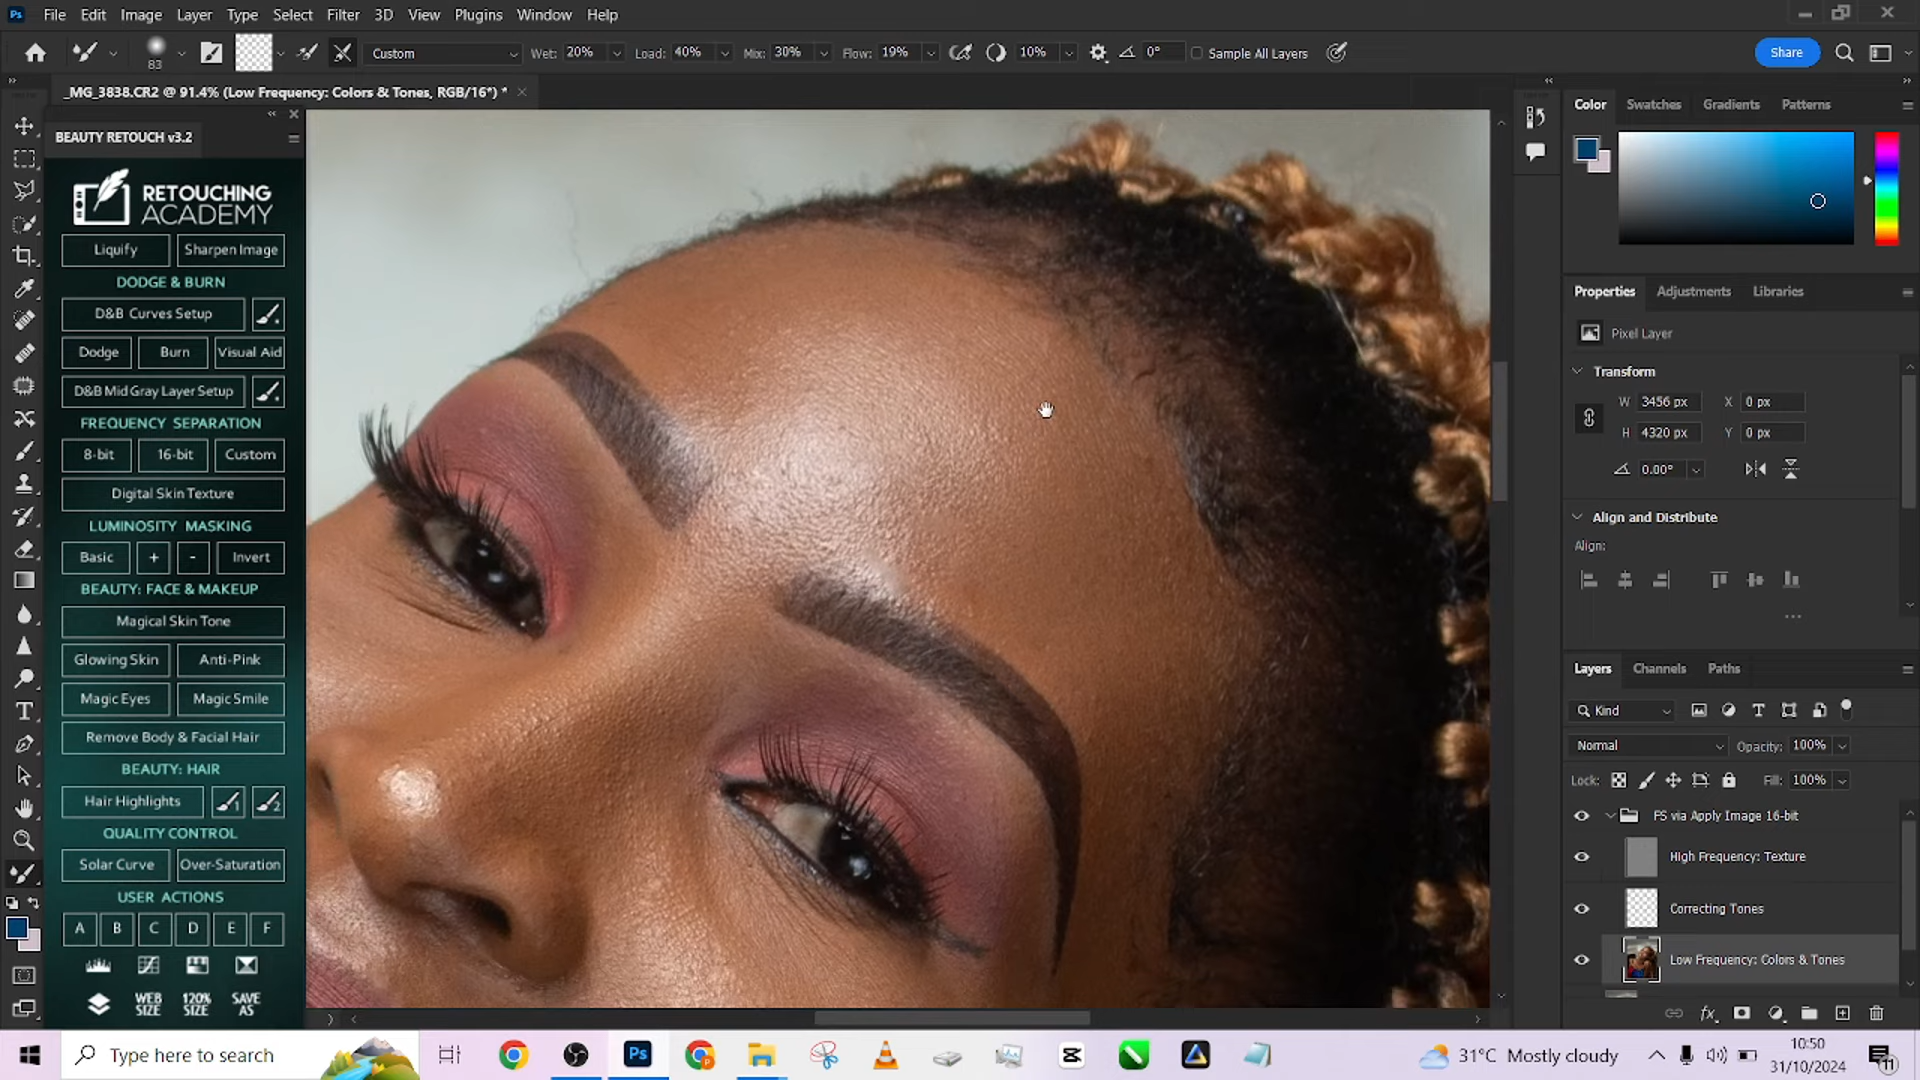 File Edit Image Layer Type Select Filter 3D View Plugins Window Help
83 Custom Wet: 20% Load: 40% Mix: 30% Flow: 19% 10% 0° Sample All Layers Share
_MG_3838.CR2 @ 91.4% (Low Frequency: Colors & Tones, RGB/16*) *
BEAUTY RETOUCH v3.2
RETOUCHING
ACADEMY
Liquify Sharpen Image
DODGE & BURN
D&B Curves Setup
Dodge Burn Visual Aid
D&B Mid Gray Layer Setup
FREQUENCY SEPARATION
8-bit 16-bit Custom
Digital Skin Texture
LUMINOSITY MASKING
Basic + - Invert
BEAUTY: FACE & MAKEUP
Magical Skin Tone
Glowing Skin Anti-Pink
Magic Eyes Magic Smile
Remove Body & Facial Hair
BEAUTY: HAIR
Hair Highlights 1 2
QUALITY CONTROL
Solar Curve Over-Saturation
USER ACTIONS
A B C D E F
WEB SIZE 120% SIZE SAVE AS
Color Swatches Gradients Patterns
Properties Adjustments Libraries
Pixel Layer
Transform
W 3456 px X 0 px
H 4320 px Y 0 px
0.00°
Align and Distribute
Align:
Layers Channels Paths
Kind
Normal Opacity: 100%
Lock: Fill: 100%
FS via Apply Image 16-bit
High Frequency: Texture
Correcting Tones
Low Frequency: Colors & Tones
fx
Type here to search 31°C Mostly cloudy 10:50
31/10/2024 11